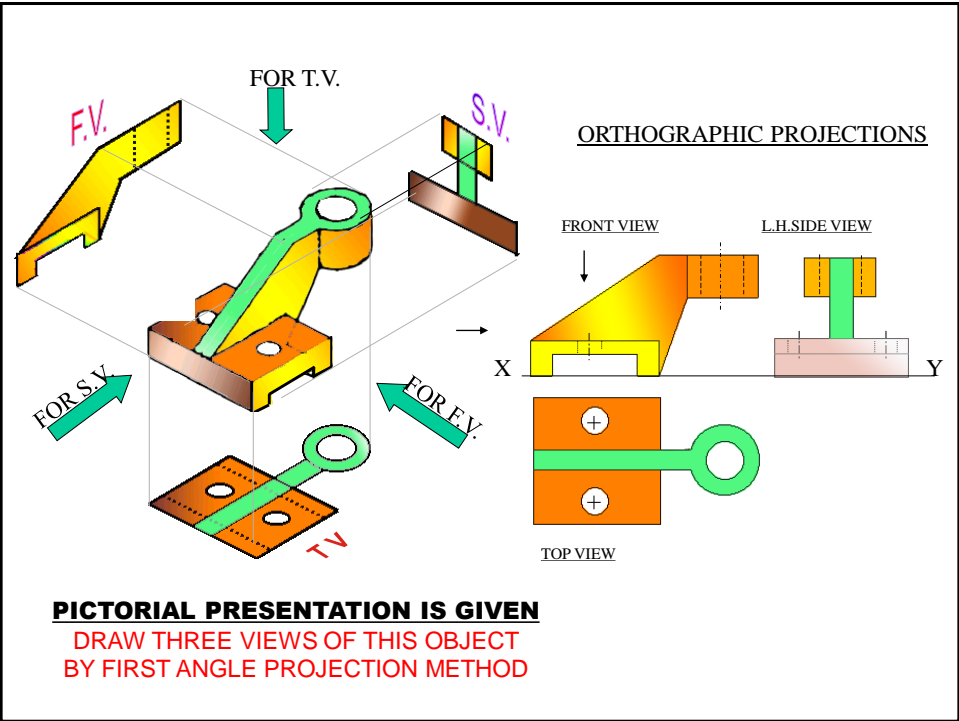 FOR T.V.
F.V.
S.V.
ORTHOGRAPHIC PROJECTIONS
FRONT VIEW
L.H.SIDE VIEW
X
Y
FOR S.V.
FOR F.V.
TV
TOP VIEW
PICTORIAL PRESENTATION IS GIVEN
DRAW THREE VIEWS OF THIS OBJECT
BY FIRST ANGLE PROJECTION METHOD